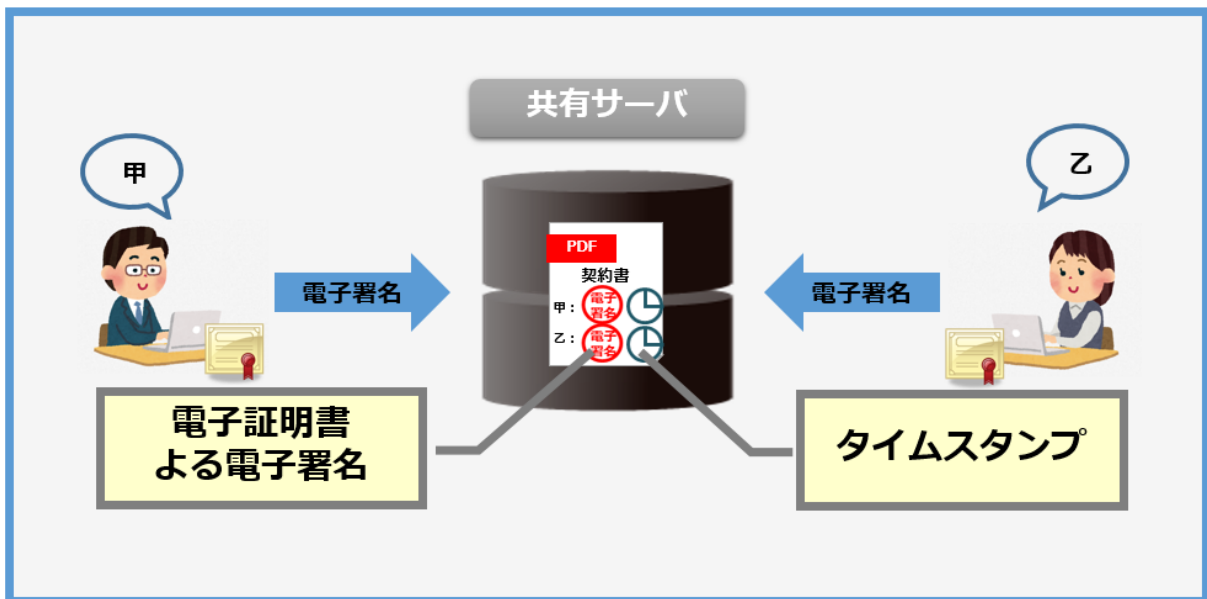 共有サーバ
甲
乙
PDF
契約書
甲：
電子
署名
乙：
電子
署名
電子署名
電子署名
電子証明書
よる電子署名
タイムスタンプ